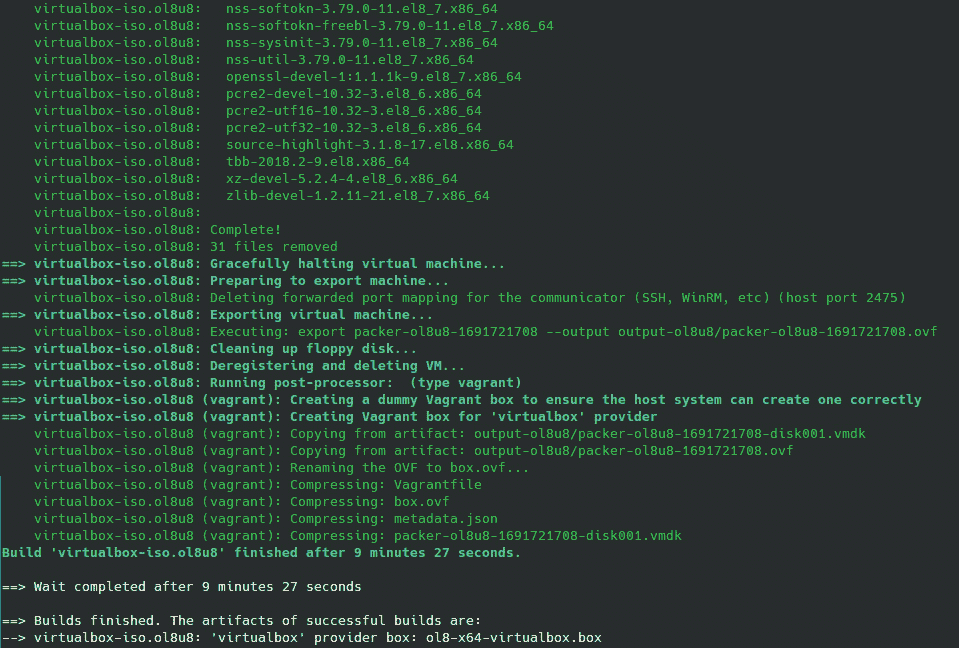 virtualbox-iso.ol8u8:   nss-softokn-3.79.0-11.el8_7.x86_64
virtualbox-iso.ol8u8:   nss-softokn-freebl-3.79.0-11.el8_7.x86_64
virtualbox-iso.ol8u8:   nss-sysinit-3.79.0-11.el8_7.x86_64
virtualbox-iso.ol8u8:   nss-util-3.79.0-11.el8_7.x86_64
virtualbox-iso.ol8u8:   openssl-devel-1:1.1.1k-9.el8_7.x86_64
virtualbox-iso.ol8u8:   pcre2-devel-10.32-3.el8_6.x86_64
virtualbox-iso.ol8u8:   pcre2-utf16-10.32-3.el8_6.x86_64
virtualbox-iso.ol8u8:   pcre2-utf32-10.32-3.el8_6.x86_64
virtualbox-iso.ol8u8:   source-highlight-3.1.8-17.el8.x86_64
virtualbox-iso.ol8u8:   tbb-2018.2-9.el8.x86_64
virtualbox-iso.ol8u8:   xz-devel-5.2.4-4.el8_6.x86_64
virtualbox-iso.ol8u8:   zlib-devel-1.2.11-21.el8_7.x86_64
virtualbox-iso.ol8u8:
virtualbox-iso.ol8u8: Complete!
virtualbox-iso.ol8u8: 31 files removed
==> virtualbox-iso.ol8u8: Gracefully halting virtual machine...
==> virtualbox-iso.ol8u8: Preparing to export machine...
virtualbox-iso.ol8u8: Deleting forwarded port mapping for the communicator (SSH, WinRM, etc) (host port 2475)
==> virtualbox-iso.ol8u8: Exporting virtual machine...
virtualbox-iso.ol8u8: Executing: export packer-ol8u8-1691721708 --output output-ol8u8/packer-ol8u8-1691721708.ovf
==> virtualbox-iso.ol8u8: Cleaning up floppy disk...
==> virtualbox-iso.ol8u8: Deregistering and deleting VM...
==> virtualbox-iso.ol8u8: Running post-processor:  (type vagrant)
==> virtualbox-iso.ol8u8 (vagrant): Creating a dummy Vagrant box to ensure the host system can create one correctly
==> virtualbox-iso.ol8u8 (vagrant): Creating Vagrant box for 'virtualbox' provider
virtualbox-iso.ol8u8 (vagrant): Copying from artifact: output-ol8u8/packer-ol8u8-1691721708-disk001.vmdk
virtualbox-iso.ol8u8 (vagrant): Copying from artifact: output-ol8u8/packer-ol8u8-1691721708.ovf
virtualbox-iso.ol8u8 (vagrant): Renaming the OVF to box.ovf...
virtualbox-iso.ol8u8 (vagrant): Compressing: Vagrantfile
virtualbox-iso.ol8u8 (vagrant): Compressing: box.ovf
virtualbox-iso.ol8u8 (vagrant): Compressing: metadata.json
virtualbox-iso.ol8u8 (vagrant): Compressing: packer-ol8u8-1691721708-disk001.vmdk
Build 'virtualbox-iso.ol8u8' finished after 9 minutes 27 seconds.
==> Wait completed after 9 minutes 27 seconds
==> Builds finished. The artifacts of successful builds are:
--> virtualbox-iso.ol8u8: 'virtualbox' provider box: ol8-x64-virtualbox.box